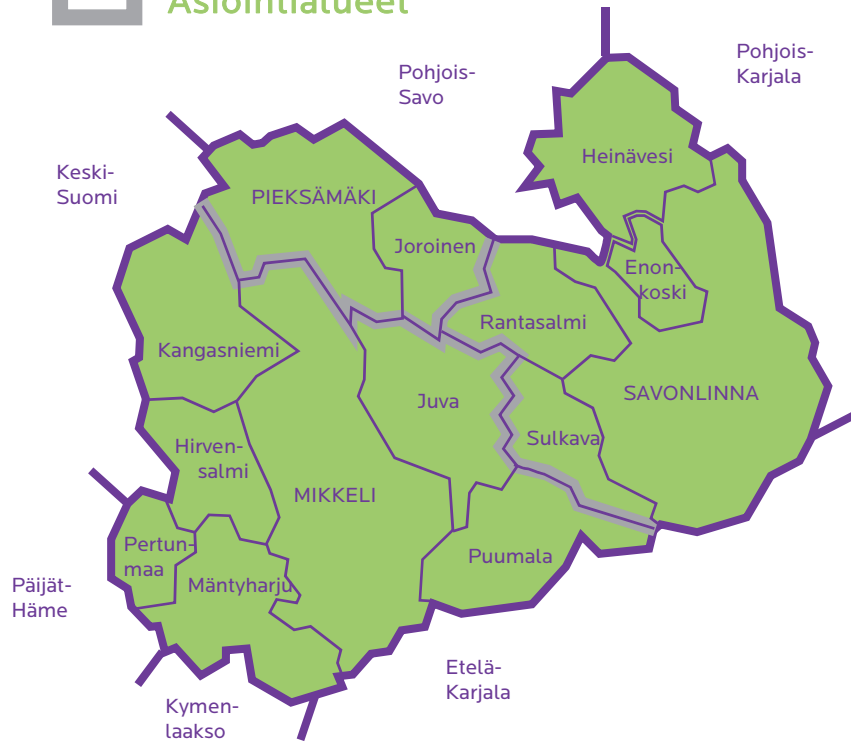 Asiointialueet
Pohjois-
Karjala
Pohjois-
Savo
Keski-
Suomi
Heinävesi
PIEKSÄMÄKI
Joroinen
Enon-
koski
Rantasalmi
Kangasniemi
SAVONLINNA
Juva
Sulkava
Hirven-
salmi
MIKKELI
Pertun-
maa
Puumala
Mäntyharju
Päijät-
Häme
Etelä-
Karjala
Kymen-
laakso